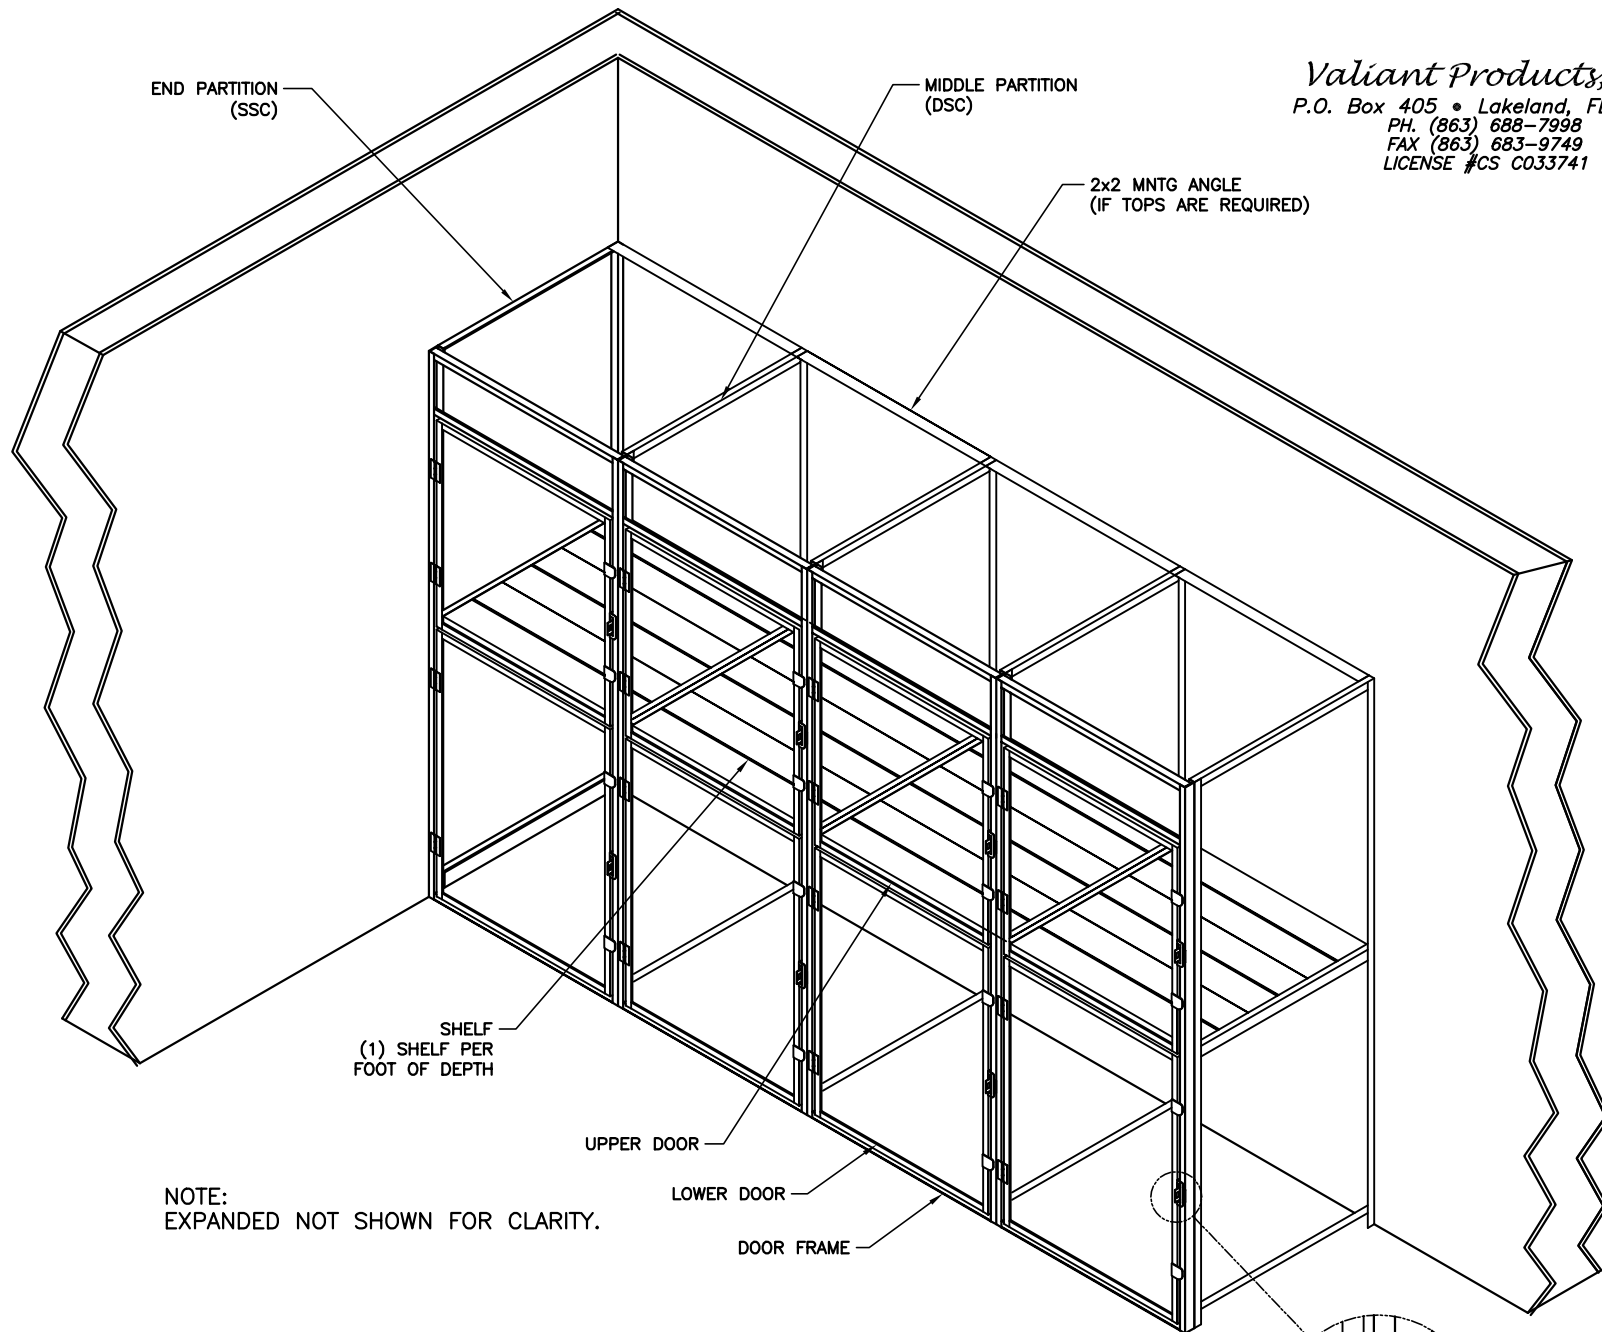 Valiant Products,
P.O. Box 405 • Lakeland,
PH. (863) 688-7998
FAX (863) 683-9749
LICENSE #CS C033741
END PARTITION
(SSC)
MIDDLE PARTITION
(DSC)
2x2 MNTG ANGLE
(IF TOPS ARE REQUIRED)
SHELF
(1) SHELF PER
FOOT OF DEPTH
UPPER DOOR
LOWER DOOR
DOOR FRAME
NOTE:
EXPANDED NOT SHOWN FOR CLARITY.